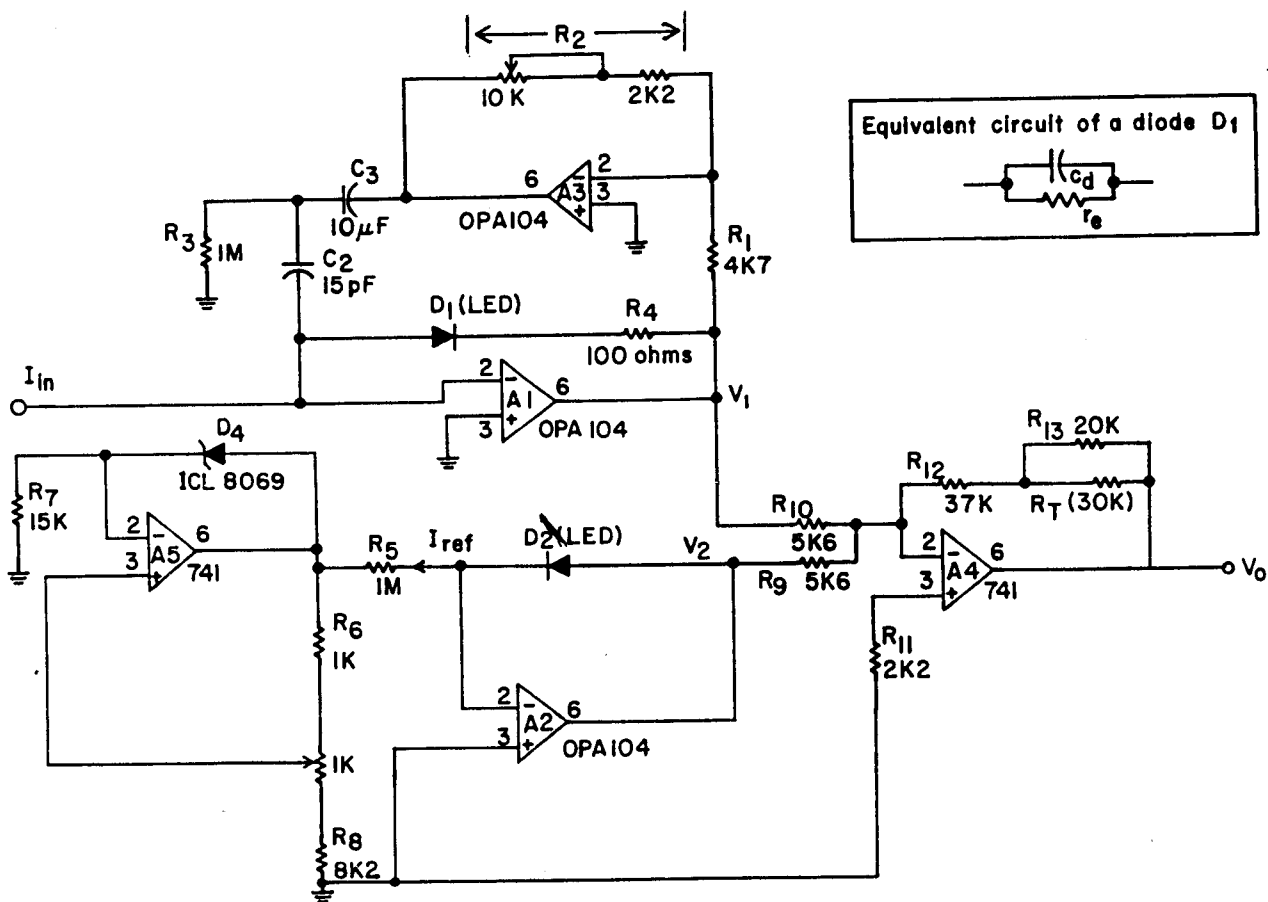 R2
10K
2K2
Equivalent circuit of a diode D1
cd
re
C3
10μF
6
A3
2
3
-
+
OPA104
R3
1M
C2
15pF
R1
4K7
D1(LED)
R4
100 ohms
Iin
2
-
A1
6
3
+
OPA104
V1
D4
ICL 8069
R7
15K
2
-
A5
6
3
+
741
R5
1M
Iref
D2(LED)
V2
R10
5K6
R9
5K6
R12
37K
R13
20K
RT(30K)
2
-
A4
6
3
+
741
Vo
R11
2K2
R6
1K
1K
2
-
A2
6
3
+
OPA104
R8
8K2